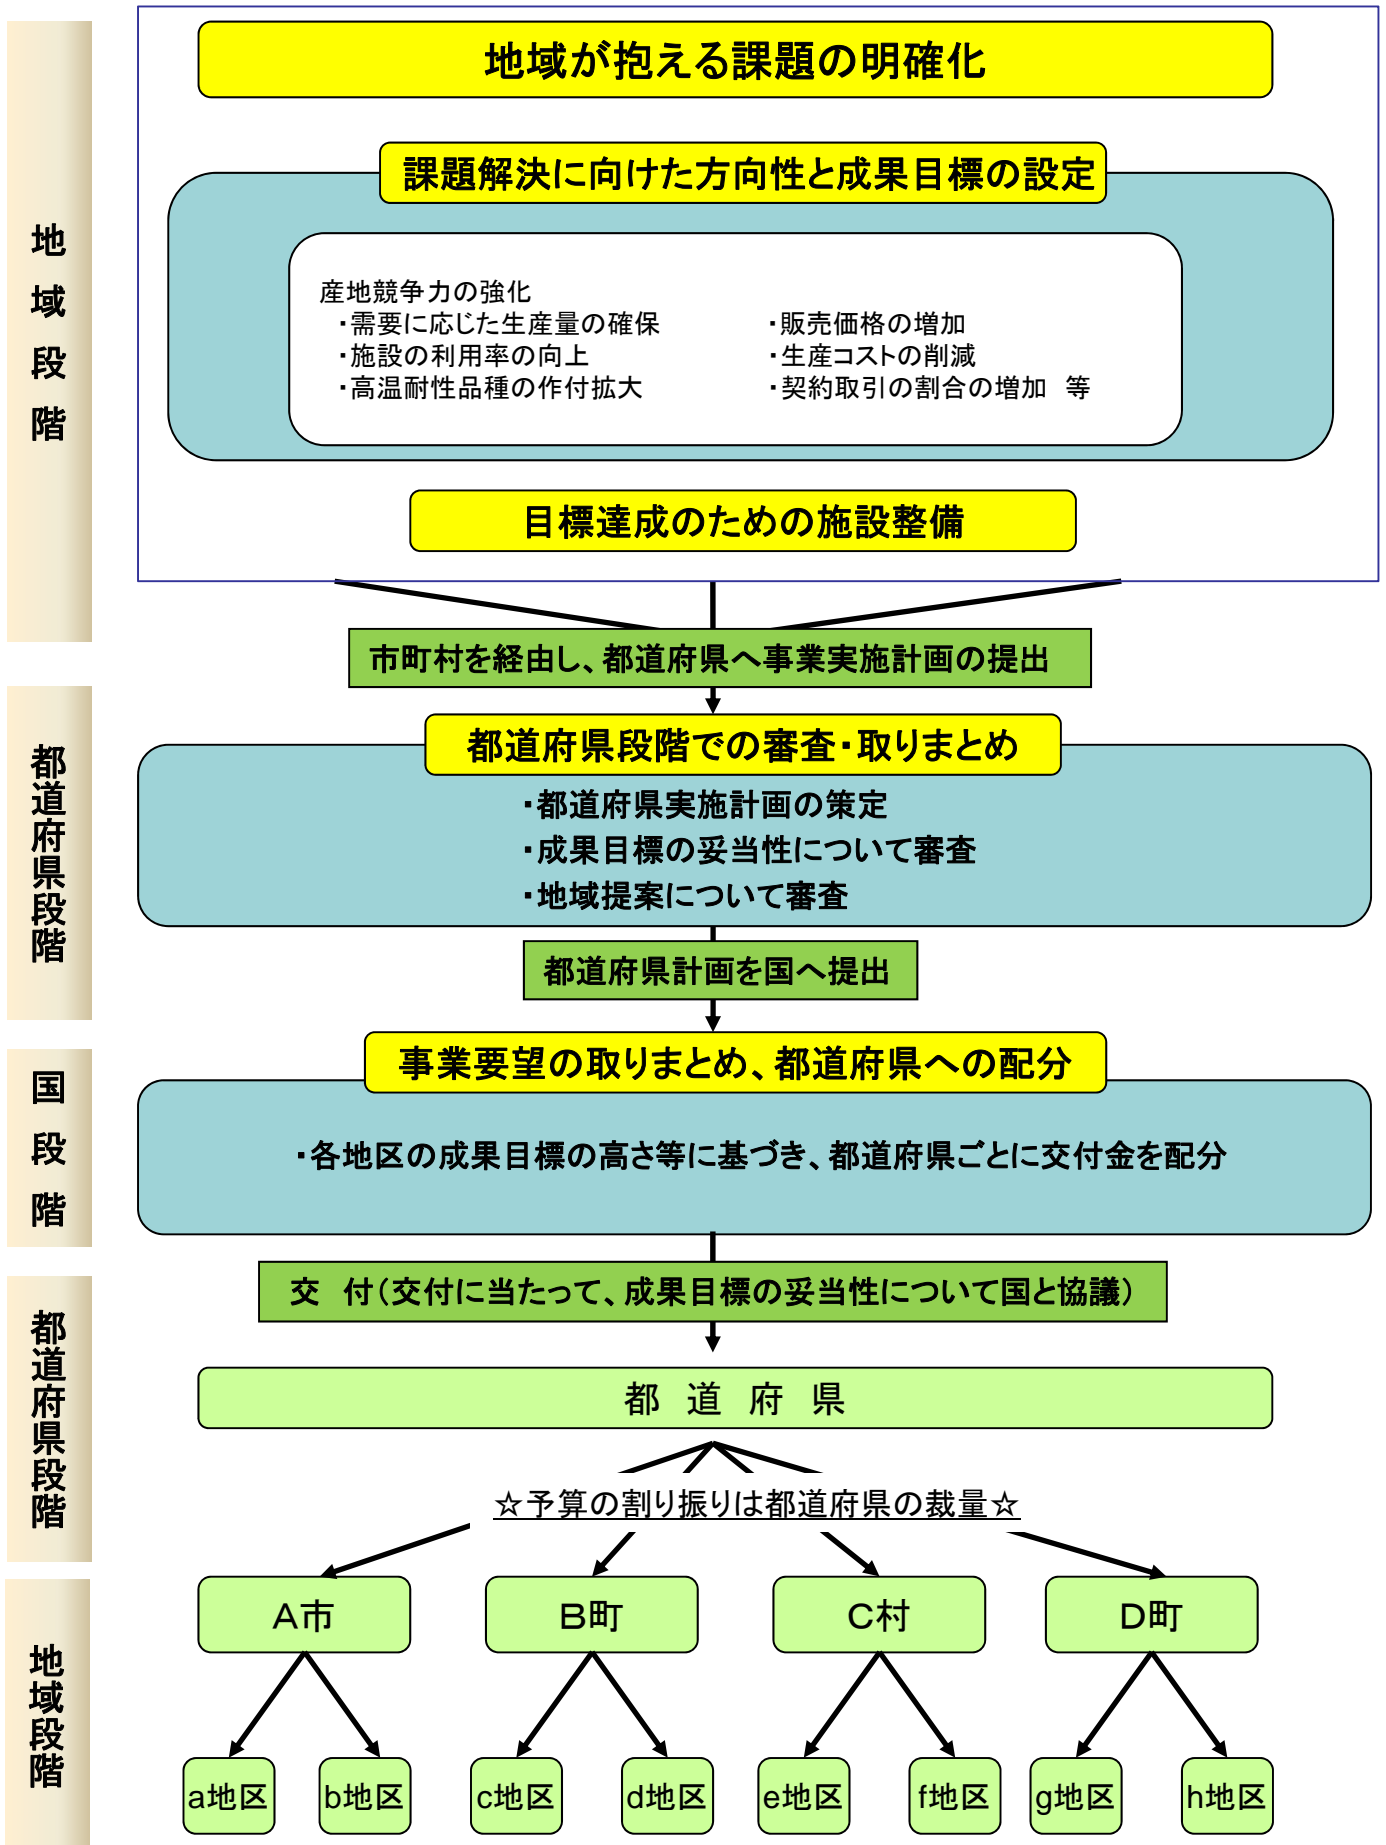 地域段階
地域が抱える課題の明確化
課題解決に向けた方向性と成果目標の設定
産地競争力の強化
・需要に応じた生産量の確保　・販売価格の増加
・施設の利用率の向上　・生産コストの削減
・高温耐性品種の作付拡大　・契約取引の割合の増加　等
目標達成のための施設整備
市町村を経由し、都道府県へ事業実施計画の提出
都道府県段階
都道府県段階での審査・取りまとめ
・都道府県実施計画の策定
・成果目標の妥当性について審査
・地域提案について審査
都道府県計画を国へ提出
国段階
事業要望の取りまとめ、都道府県への配分
・各地区の成果目標の高さ等に基づき、都道府県ごとに交付金を配分
交　付（交付に当たって、成果目標の妥当性について国と協議）
都道府県段階
都　道　府　県
☆予算の割り振りは都道府県の裁量☆
地域段階
A市　B町　C村　D町
a地区　b地区　c地区　d地区　e地区　f地区　g地区　h地区